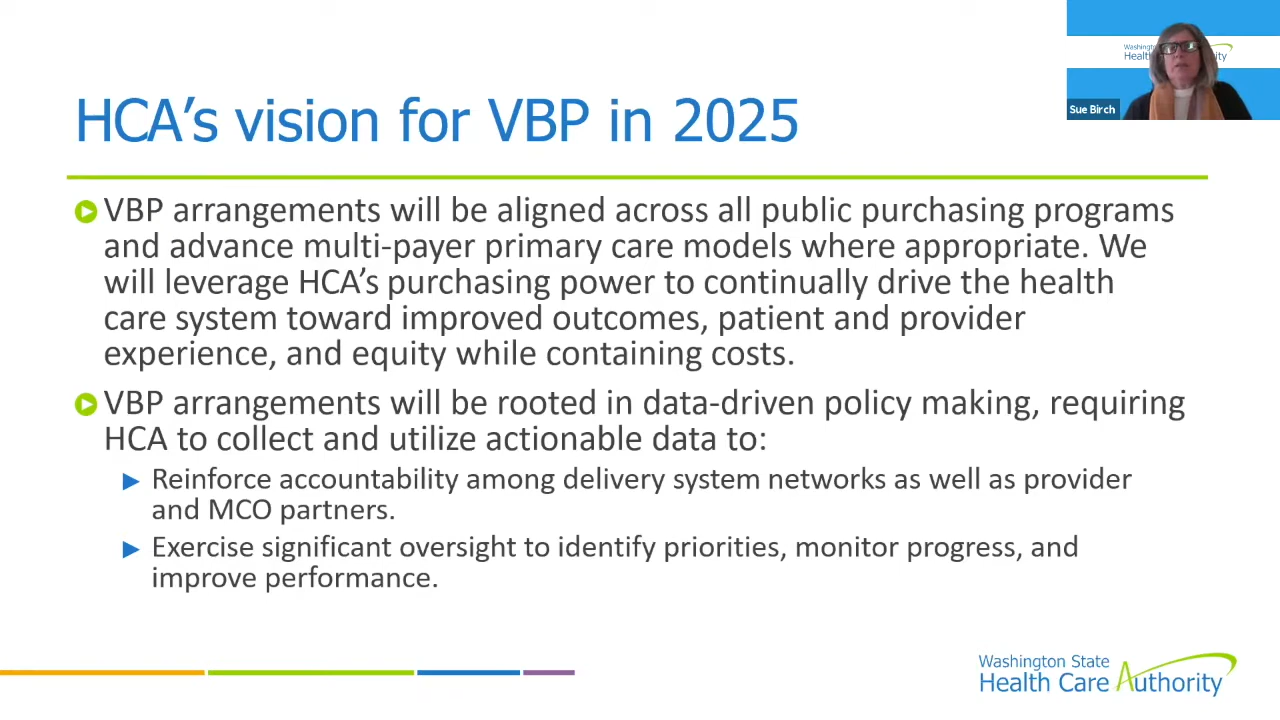 HCA's vision for VBP in 2025
VBP arrangements will be aligned across all public purchasing programs
and advance multi-payer primary care models where appropriate. We
will leverage HCA's purchasing power to continually drive the health
care system toward improved outcomes, patient and provider
experience, and equity while containing costs.
VBP arrangements will be rooted in data-driven policy making, requiring
HCA to collect and utilize actionable data to:
Reinforce accountability among delivery system networks as well as provider
and MCO partners.
Exercise significant oversight to identify priorities, monitor progress, and
improve performance.
Sue Birch
Washington State
Health Care Authority